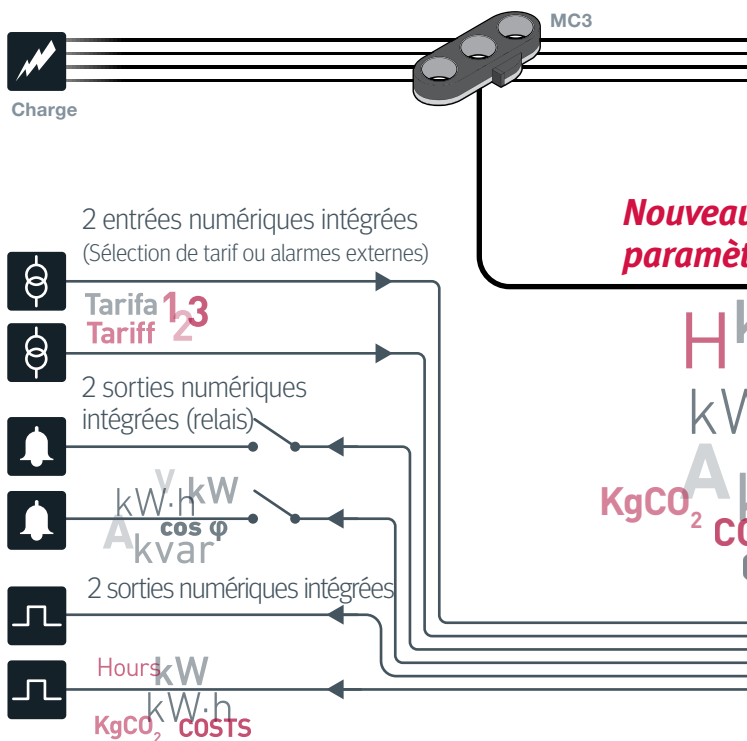 MC3
Charge
2 entrées numériques intégrées
(Sélection de tarif ou alarmes externes)
Nouveau
paramèt
Tarifa 1 2 3
Tariff
H
2 sorties numériques
intégrées (relais)
kW
A
KgCO2
V
kW·h kW
cos φ
A kvar
2 sorties numériques intégrées
Hours kW
kW·h
KgCO2 COSTS